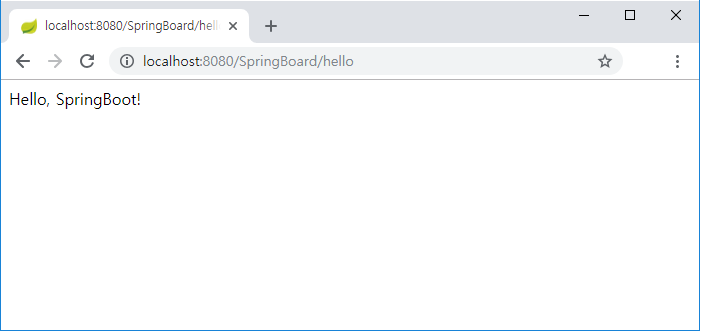 localhost:8080/SpringBoard/hell
localhost:8080/SpringBoard/hello
Hello, SpringBoot!